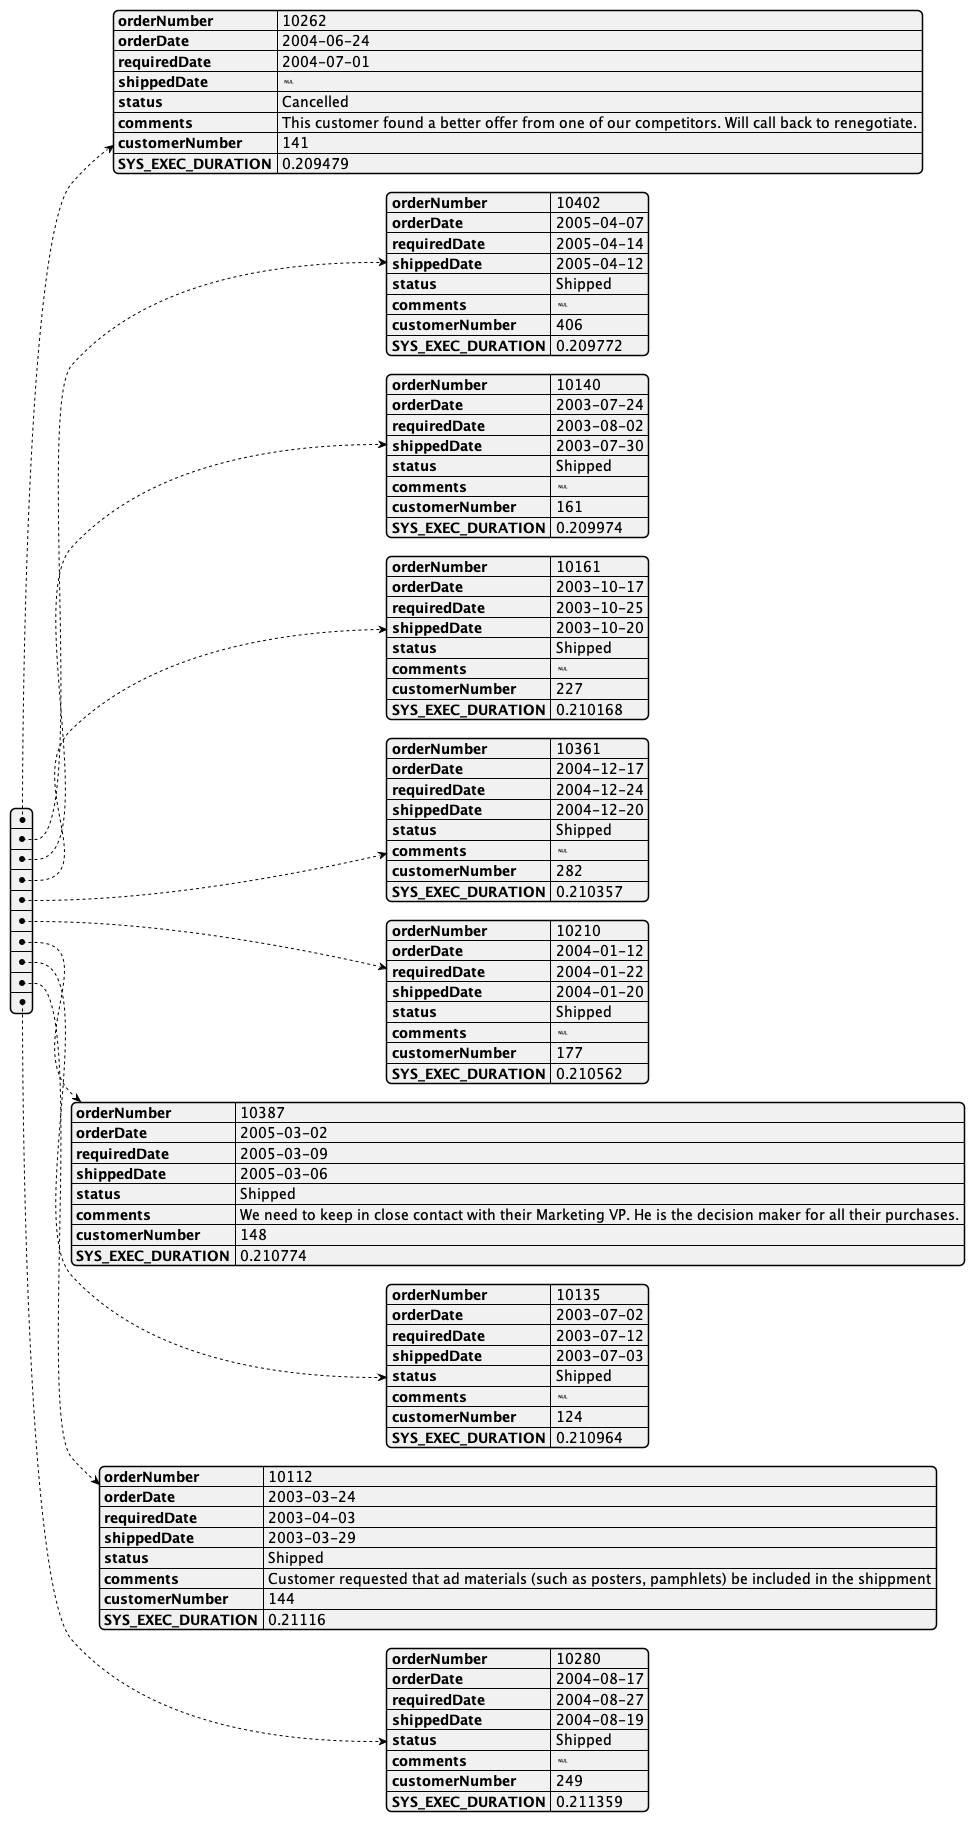 orderNumber 10262
orderDate 2004-06-24
requiredDate 2004-07-01
shippedDate ␀
status Cancelled
comments This customer found a better offer from one of our competitors. Will call back to renegotiate.
customerNumber 141
SYS_EXEC_DURATION 0.209479
orderNumber 10402
orderDate 2005-04-07
requiredDate 2005-04-14
shippedDate 2005-04-12
status Shipped
comments ␀
customerNumber 406
SYS_EXEC_DURATION 0.209772
orderNumber 10140
orderDate 2003-07-24
requiredDate 2003-08-02
shippedDate 2003-07-30
status Shipped
comments ␀
customerNumber 161
SYS_EXEC_DURATION 0.209974
orderNumber 10161
orderDate 2003-10-17
requiredDate 2003-10-25
shippedDate 2003-10-20
status Shipped
comments ␀
customerNumber 227
SYS_EXEC_DURATION 0.210168
orderNumber 10361
orderDate 2004-12-17
requiredDate 2004-12-24
shippedDate 2004-12-20
status Shipped
comments ␀
customerNumber 282
SYS_EXEC_DURATION 0.210357
orderNumber 10210
orderDate 2004-01-12
requiredDate 2004-01-22
shippedDate 2004-01-20
status Shipped
comments ␀
customerNumber 177
SYS_EXEC_DURATION 0.210562
orderNumber 10387
orderDate 2005-03-02
requiredDate 2005-03-09
shippedDate 2005-03-06
status Shipped
comments We need to keep in close contact with their Marketing VP. He is the decision maker for all their purchases.
customerNumber 148
SYS_EXEC_DURATION 0.210774
orderNumber 10135
orderDate 2003-07-02
requiredDate 2003-07-12
shippedDate 2003-07-03
status Shipped
comments ␀
customerNumber 124
SYS_EXEC_DURATION 0.210964
orderNumber 10112
orderDate 2003-03-24
requiredDate 2003-04-03
shippedDate 2003-03-29
status Shipped
comments Customer requested that ad materials (such as posters, pamphlets) be included in the shippment
customerNumber 144
SYS_EXEC_DURATION 0.21116
orderNumber 10280
orderDate 2004-08-17
requiredDate 2004-08-27
shippedDate 2004-08-19
status Shipped
comments ␀
customerNumber 249
SYS_EXEC_DURATION 0.211359